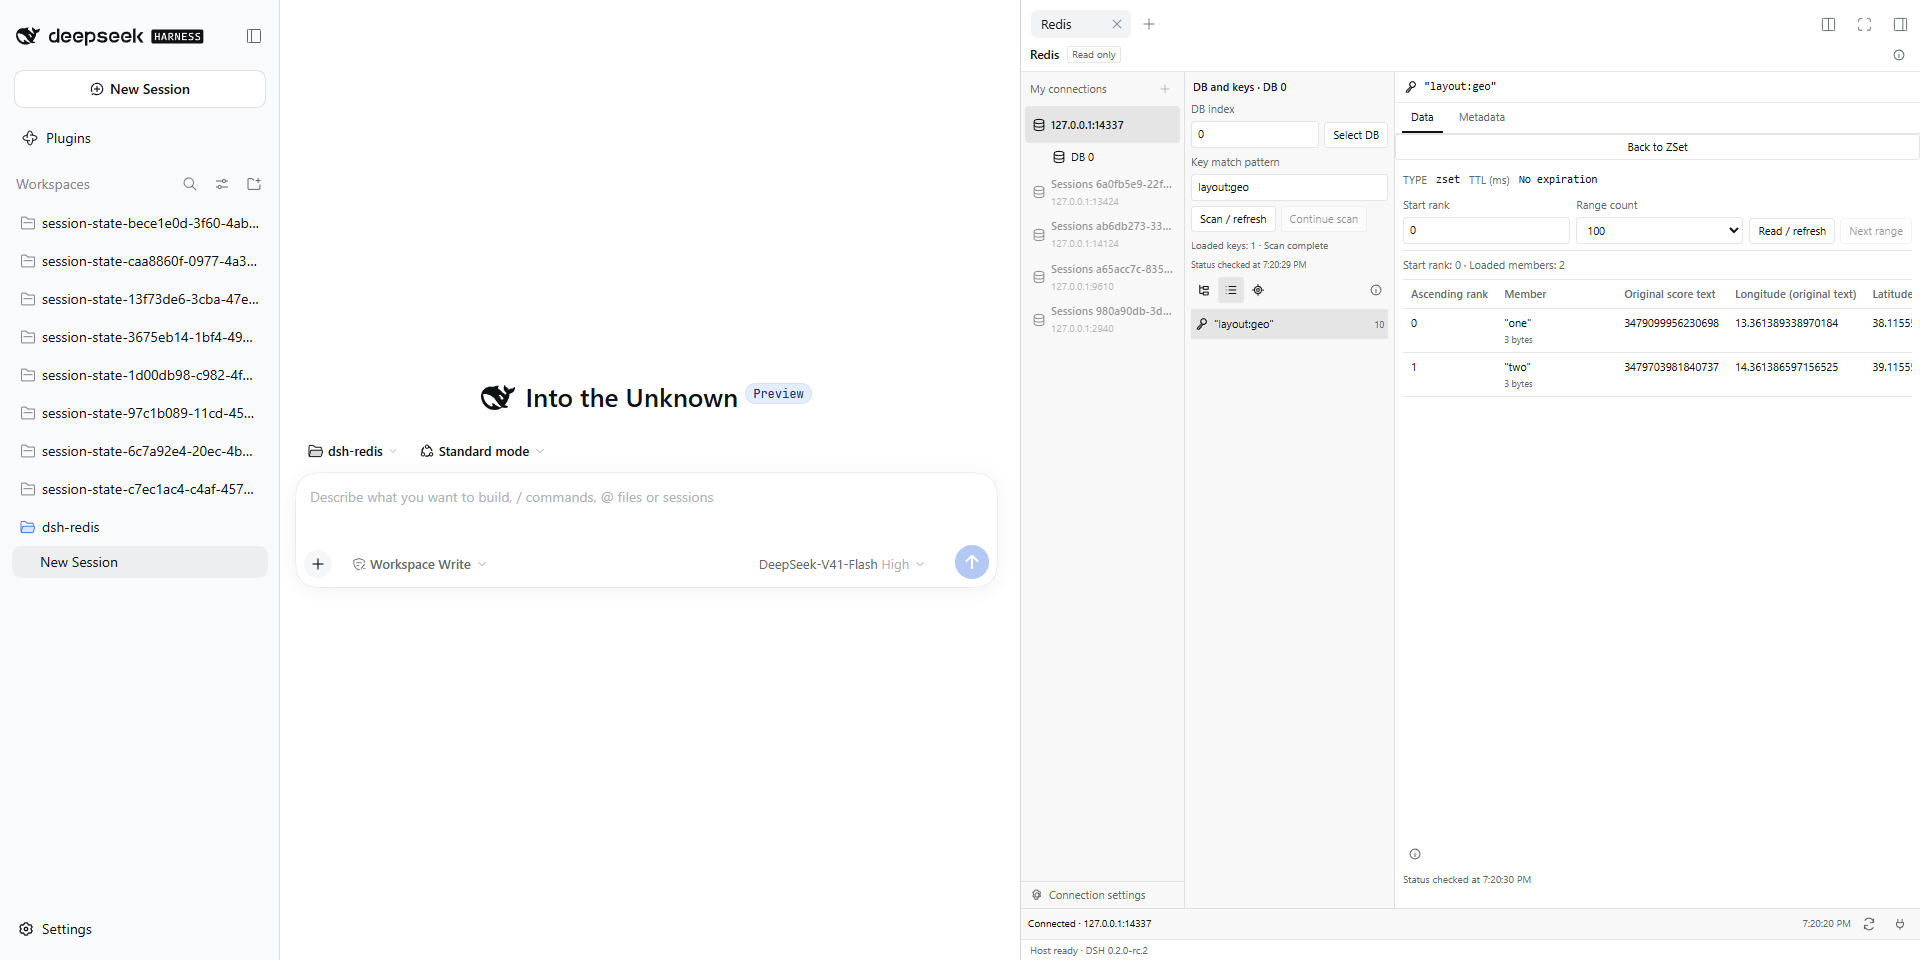 deepseek HARNESS
New Session
Plugins
Workspaces
session-state-bece1e0d-3f60-4ab...
session-state-caa8860f-0977-4a3...
session-state-13f73de6-3cba-47e...
session-state-3675eb14-1bf4-49...
session-state-1d00db98-c982-4f...
session-state-97c1b089-11cd-45...
session-state-6c7a92e4-20ec-4b...
session-state-c7ec1ac4-c4af-457...
dsh-redis
New Session
Settings
Into the Unknown Preview
dsh-redis Standard mode
Describe what you want to build, / commands, @ files or sessions
Workspace Write DeepSeek-V41-Flash High
Redis
Redis Read only
My connections
127.0.0.1:14337
DB 0
Sessions 6a0fb5e9-22f...
127.0.0.1:13424
Sessions ab6db273-33...
127.0.0.1:14124
Sessions a65acc7c-835...
127.0.0.1:9610
Sessions 980a90db-3d...
127.0.0.1:2940
Connection settings
DB and keys · DB 0
DB index
0 Select DB
Key match pattern
layout:geo
Scan / refresh Continue scan
Loaded keys: 1 · Scan complete
Status checked at 7:20:29 PM
"layout:geo" 10
"layout:geo"
Data Metadata
Back to ZSet
TYPE zset TTL (ms) No expiration
Start rank Range count
0 100 Read / refresh Next range
Start rank: 0 · Loaded members: 2
Ascending rank Member Original score text Longitude (original text) Latitude
0 "one" 3479099956230698 13.361389338970184 38.1155
3 bytes
1 "two" 3479703981840737 14.361386597156525 39.1155
3 bytes
Status checked at 7:20:30 PM
Connected · 127.0.0.1:14337 7:20:20 PM
Host ready · DSH 0.2.0-rc.2